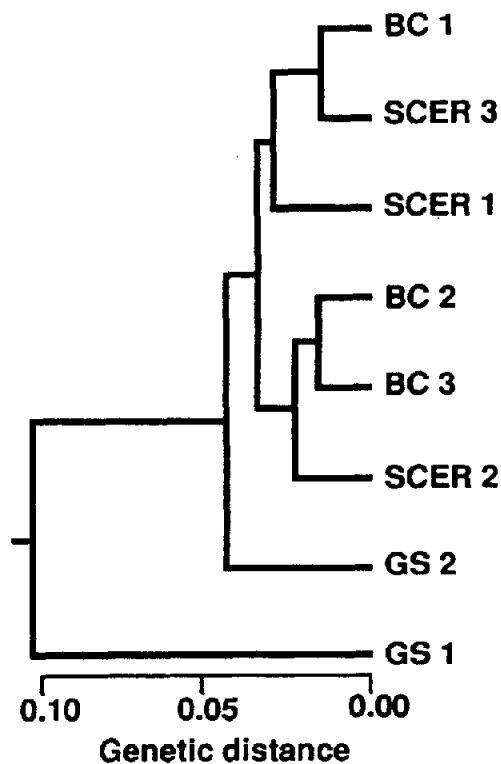 BC 1
SCER 3
SCER 1
BC 2
BC 3
SCER 2
GS 2
GS 1
0.10 0.05 0.00
Genetic distance